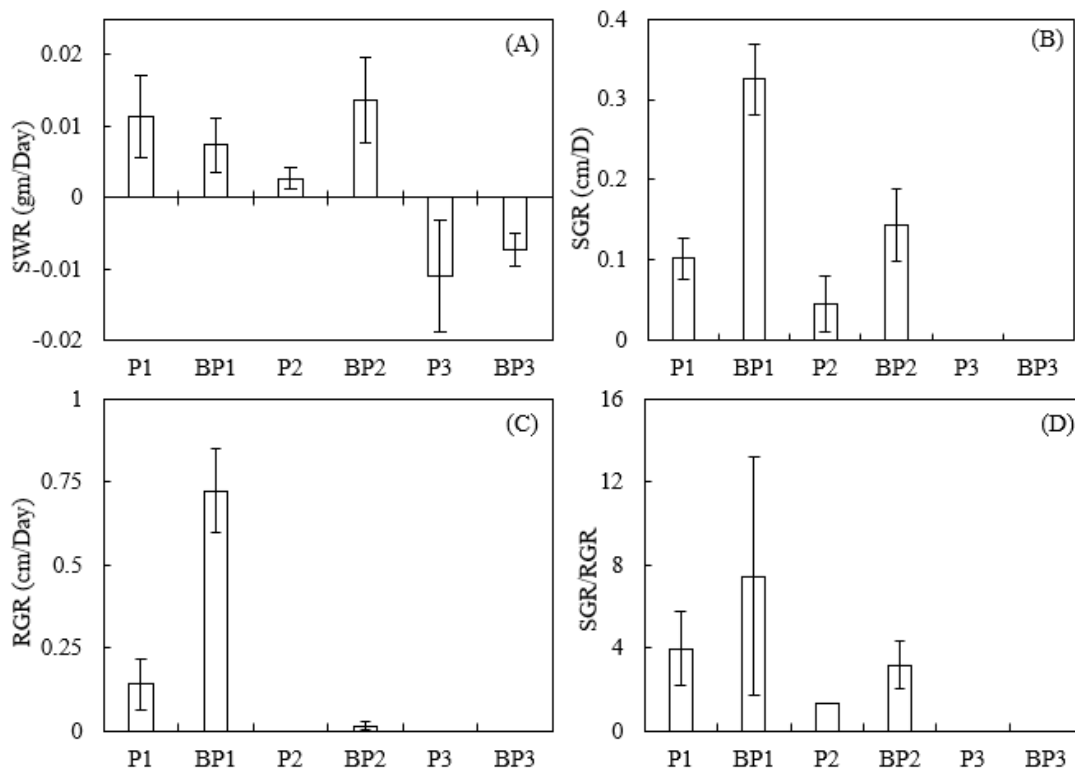 (A)
SWR (gm/Day)
0.02
0.01
0
-0.01
-0.02
P1 BP1 P2 BP2 P3 BP3
(B)
SGR (cm/D)
0.4
0.3
0.2
0.1
0
P1 BP1 P2 BP2 P3 BP3
(C)
RGR (cm/Day)
1
0.75
0.5
0.25
0
P1 BP1 P2 BP2 P3 BP3
(D)
SGR/RGR
16
12
8
4
0
P1 BP1 P2 BP2 P3 BP3